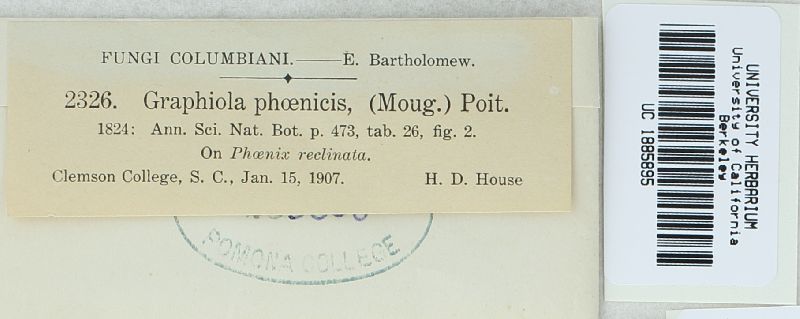 FUNGI COLUMBIANI.——E. Bartholomew.
2326. Graphiola phœnicis, (Moug.) Poit.
1824: Ann. Sci. Nat. Bot. p. 473, tab. 26, fig. 2.
On Phœnix reclinata.
Clemson College, S. C., Jan. 15, 1907. H. D. House
POMONA COLLEGE
UNIVERSITY HERBARIUM
University of California
Berkeley
UC 1885895